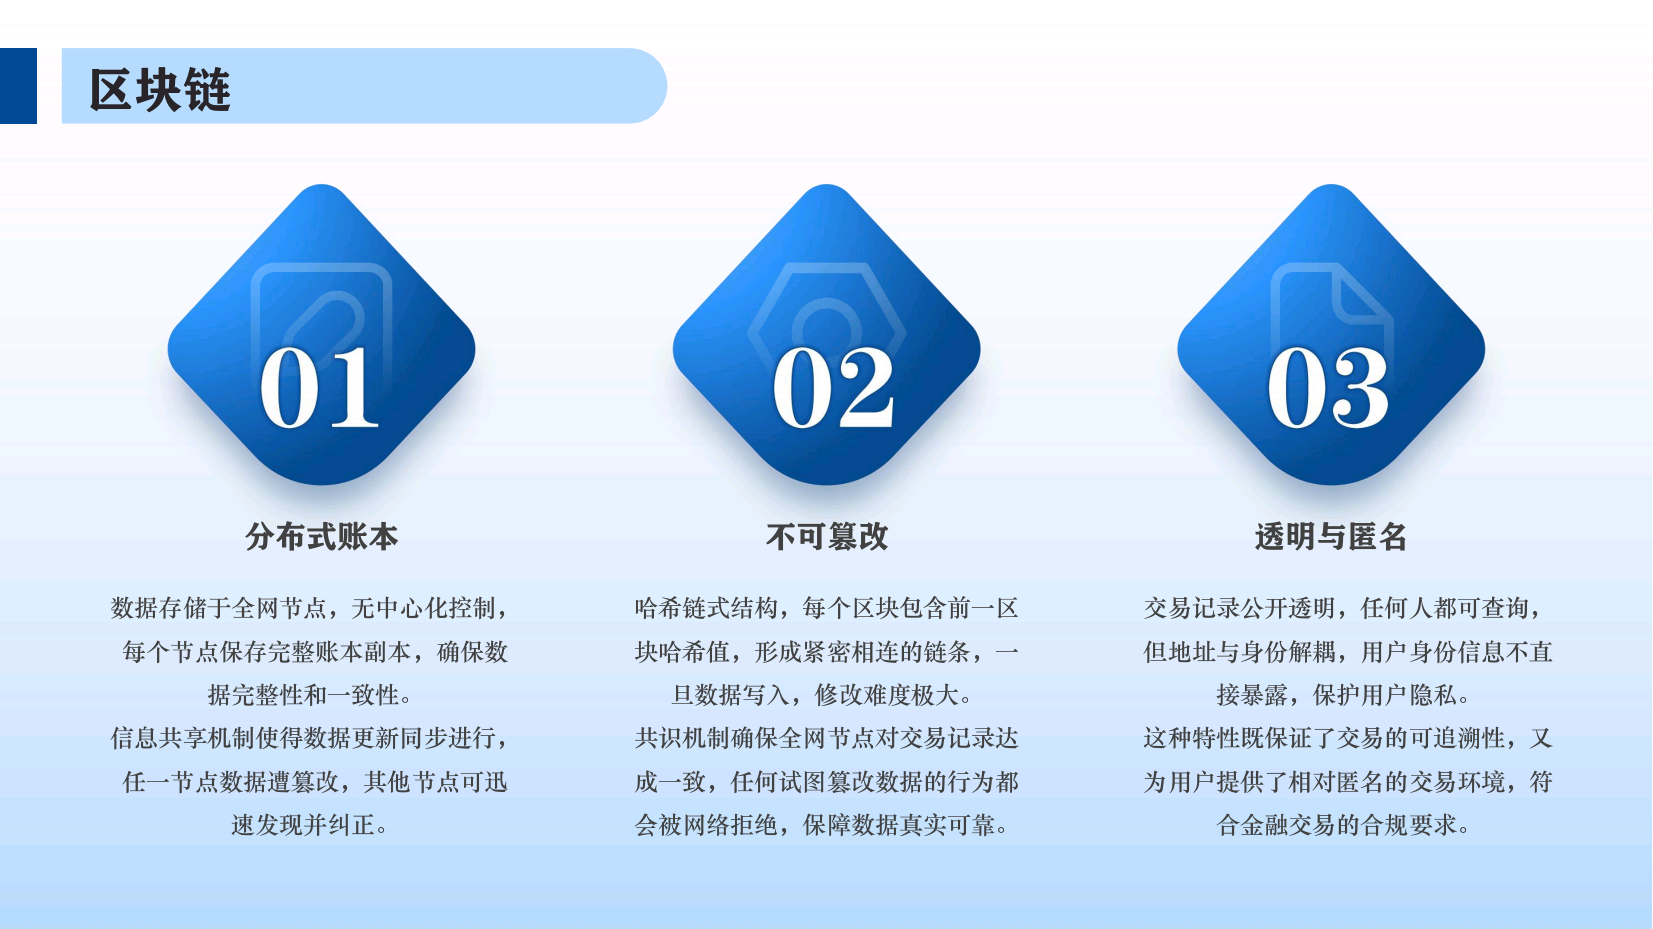 区块链
01
02
03
分布式账本
不可篡改
透明与匿名
数据存储于全网节点，无中心化控制，
每个节点保存完整账本副本，确保数
据完整性和一致性。
信息共享机制使得数据更新同步进行，
任一节点数据遭篡改，其他节点可迅
速发现并纠正。
哈希链式结构，每个区块包含前一区
块哈希值，形成紧密相连的链条，一
旦数据写入，修改难度极大。
共识机制确保全网节点对交易记录达
成一致，任何试图篡改数据的行为都
会被网络拒绝，保障数据真实可靠。
交易记录公开透明，任何人都可查询，
但地址与身份解耦，用户身份信息不直
接暴露，保护用户隐私。
这种特性既保证了交易的可追溯性，又
为用户提供了相对匿名的交易环境，符
合金融交易的合规要求。